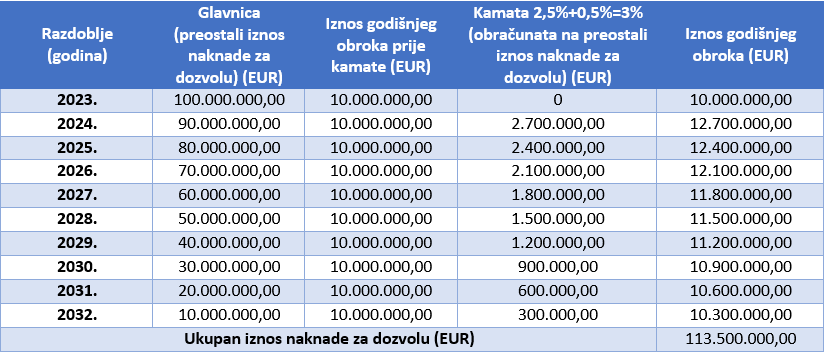 Razdoblje
(godina)
Glavnica
(preostali iznos
naknade za
dozvolu) (EUR)
Iznos godišnjeg
obroka prije
kamate (EUR)
Kamata 2,5%+0,5%=3%
(obračunata na preostali
iznos naknade za
dozvolu) (EUR)
Iznos godišnjeg
obroka (EUR)
2023. 100.000.000,00 10.000.000,00 0 10.000.000,00
2024. 90.000.000,00 10.000.000,00 2.700.000,00 12.700.000,00
2025. 80.000.000,00 10.000.000,00 2.400.000,00 12.400.000,00
2026. 70.000.000,00 10.000.000,00 2.100.000,00 12.100.000,00
2027. 60.000.000,00 10.000.000,00 1.800.000,00 11.800.000,00
2028. 50.000.000,00 10.000.000,00 1.500.000,00 11.500.000,00
2029. 40.000.000,00 10.000.000,00 1.200.000,00 11.200.000,00
2030. 30.000.000,00 10.000.000,00 900.000,00 10.900.000,00
2031. 20.000.000,00 10.000.000,00 600.000,00 10.600.000,00
2032. 10.000.000,00 10.000.000,00 300.000,00 10.300.000,00
Ukupan iznos naknade za dozvolu (EUR) 113.500.000,00